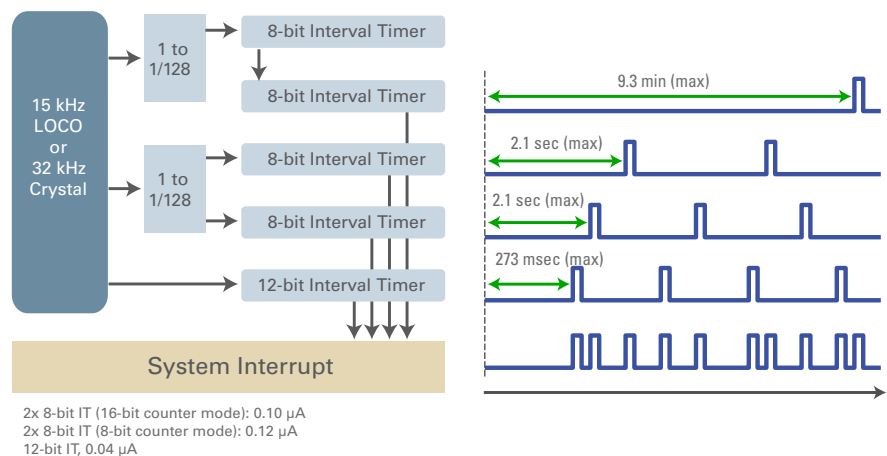 15 kHz
LOCO
or
32 kHz
Crystal
1 to
1/128
1 to
1/128
8-bit Interval Timer
8-bit Interval Timer
8-bit Interval Timer
8-bit Interval Timer
12-bit Interval Timer
System Interrupt
2x 8-bit IT (16-bit counter mode): 0.10 µA
2x 8-bit IT (8-bit counter mode): 0.12 µA
12-bit IT, 0.04 µA
9.3 min (max)
2.1 sec (max)
2.1 sec (max)
273 msec (max)